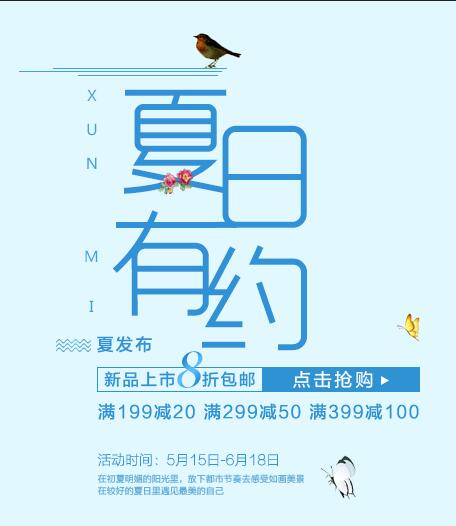 XUN
MI
夏日
有约
夏发布
新品上市8折包邮 点击抢购
满199减20 满299减50 满399减100
活动时间：5月15日-6月18日
在初夏明媚的阳光里，放下都市节奏去感受如画美景
在较好的夏日里遇见最美的自己